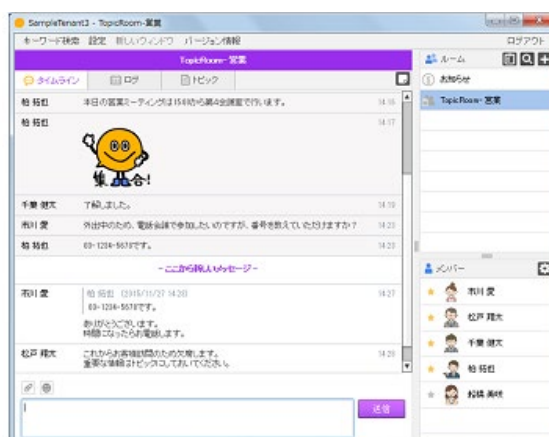 SampleTenant3 - TopicRoom-営業
キーワード検索 設定 新しいウィンドウ バージョン情報 ログアウト
TopicRoom-営業
タイムライン ログ トピック
柏 拓也 本日の営業ミーティングは15時から第4会議室で行います。 14:16
柏 拓也 14:17
集合!
千葉 健太 了解しました。 14:19
市川 愛 外出中のため、電話会議で参加したいのですが、番号を教えていただけますか? 14:23
柏 拓也 03-1234-5678です。 14:23
-ここから新しいメッセージ-
市川 愛 柏 拓也 (2015/11/27 14:23) 14:27
03-1234-5678です。
ありがとうございます。
時間になったらお電話します。
松戸 翔太 これからお客様訪問のため欠席します。 14:28
重要な情報はトピックスにしておいてください。
送信
ルーム
お知らせ
TopicRoom-営業
メンバー
市川 愛
松戸 翔太
千葉 健太
柏 拓也
船橋 美咲